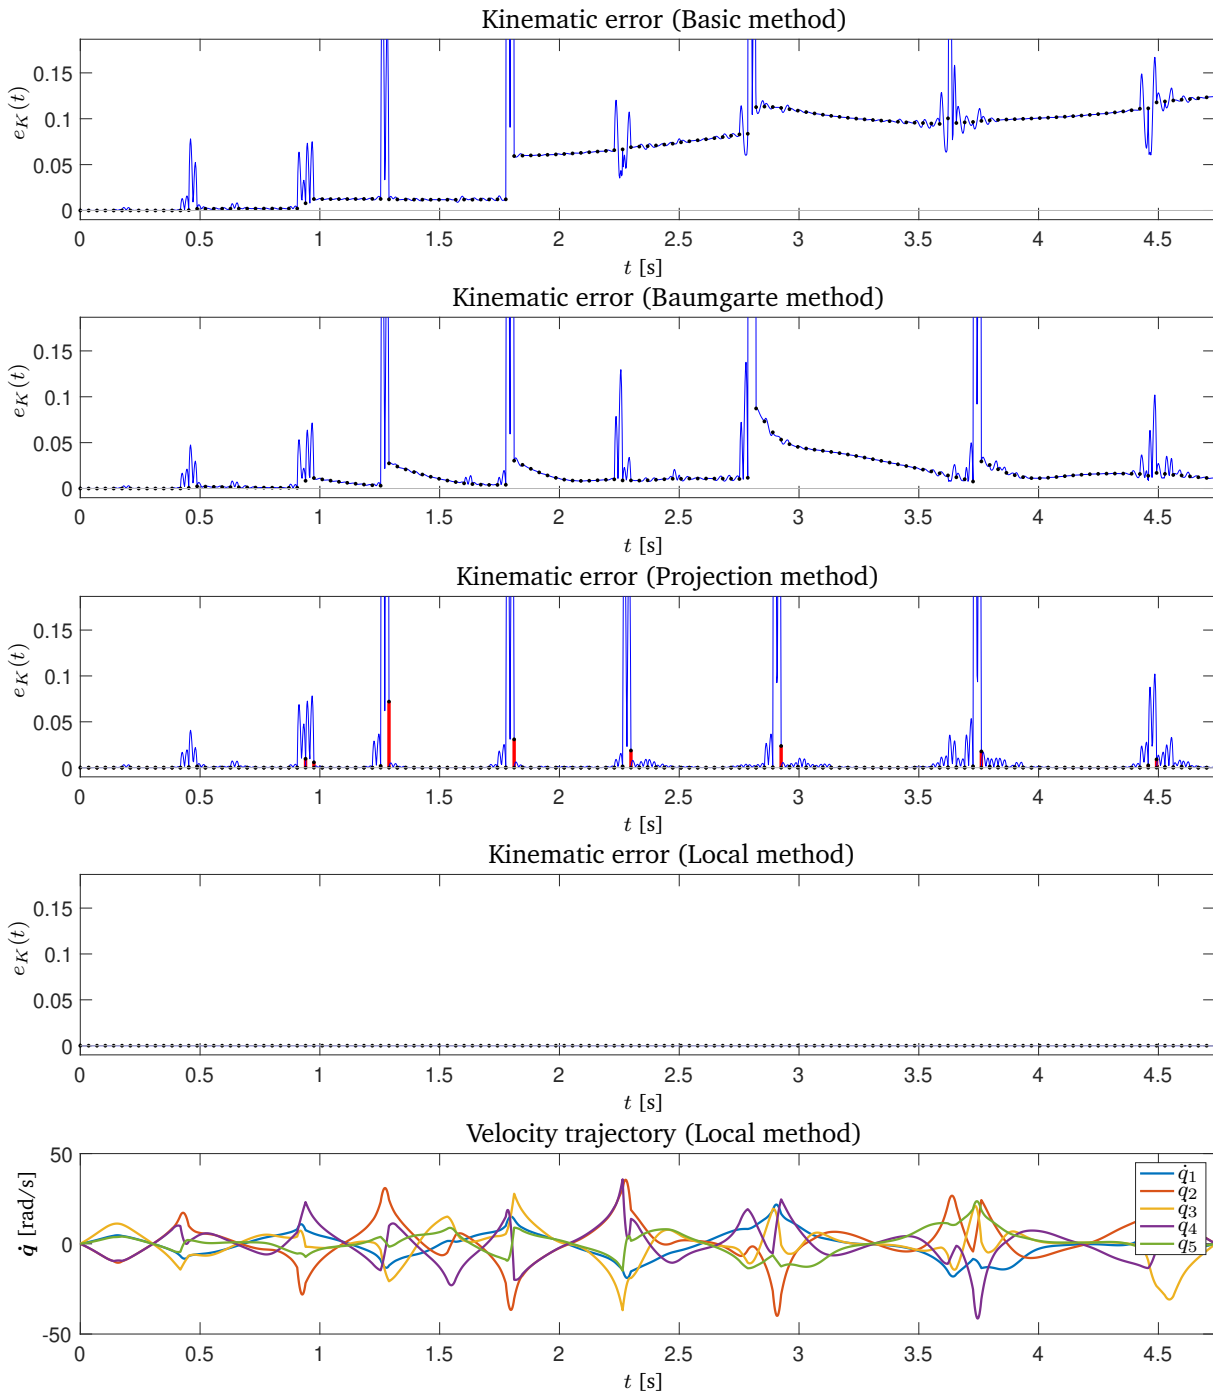 Kinematic error (Basic method)
e_K(t)
0.15
0.1
0.05
0
0 0.5 1 1.5 2 2.5 3 3.5 4 4.5
t [s]
Kinematic error (Baumgarte method)
e_K(t)
0.15
0.1
0.05
0
0 0.5 1 1.5 2 2.5 3 3.5 4 4.5
t [s]
Kinematic error (Projection method)
e_K(t)
0.15
0.1
0.05
0
0 0.5 1 1.5 2 2.5 3 3.5 4 4.5
t [s]
Kinematic error (Local method)
e_K(t)
0.15
0.1
0.05
0
0 0.5 1 1.5 2 2.5 3 3.5 4 4.5
t [s]
Velocity trajectory (Local method)
q̇ [rad/s]
50
0
-50
q̇1
q̇2
q̇3
q̇4
q̇5
0 0.5 1 1.5 2 2.5 3 3.5 4 4.5
t [s]